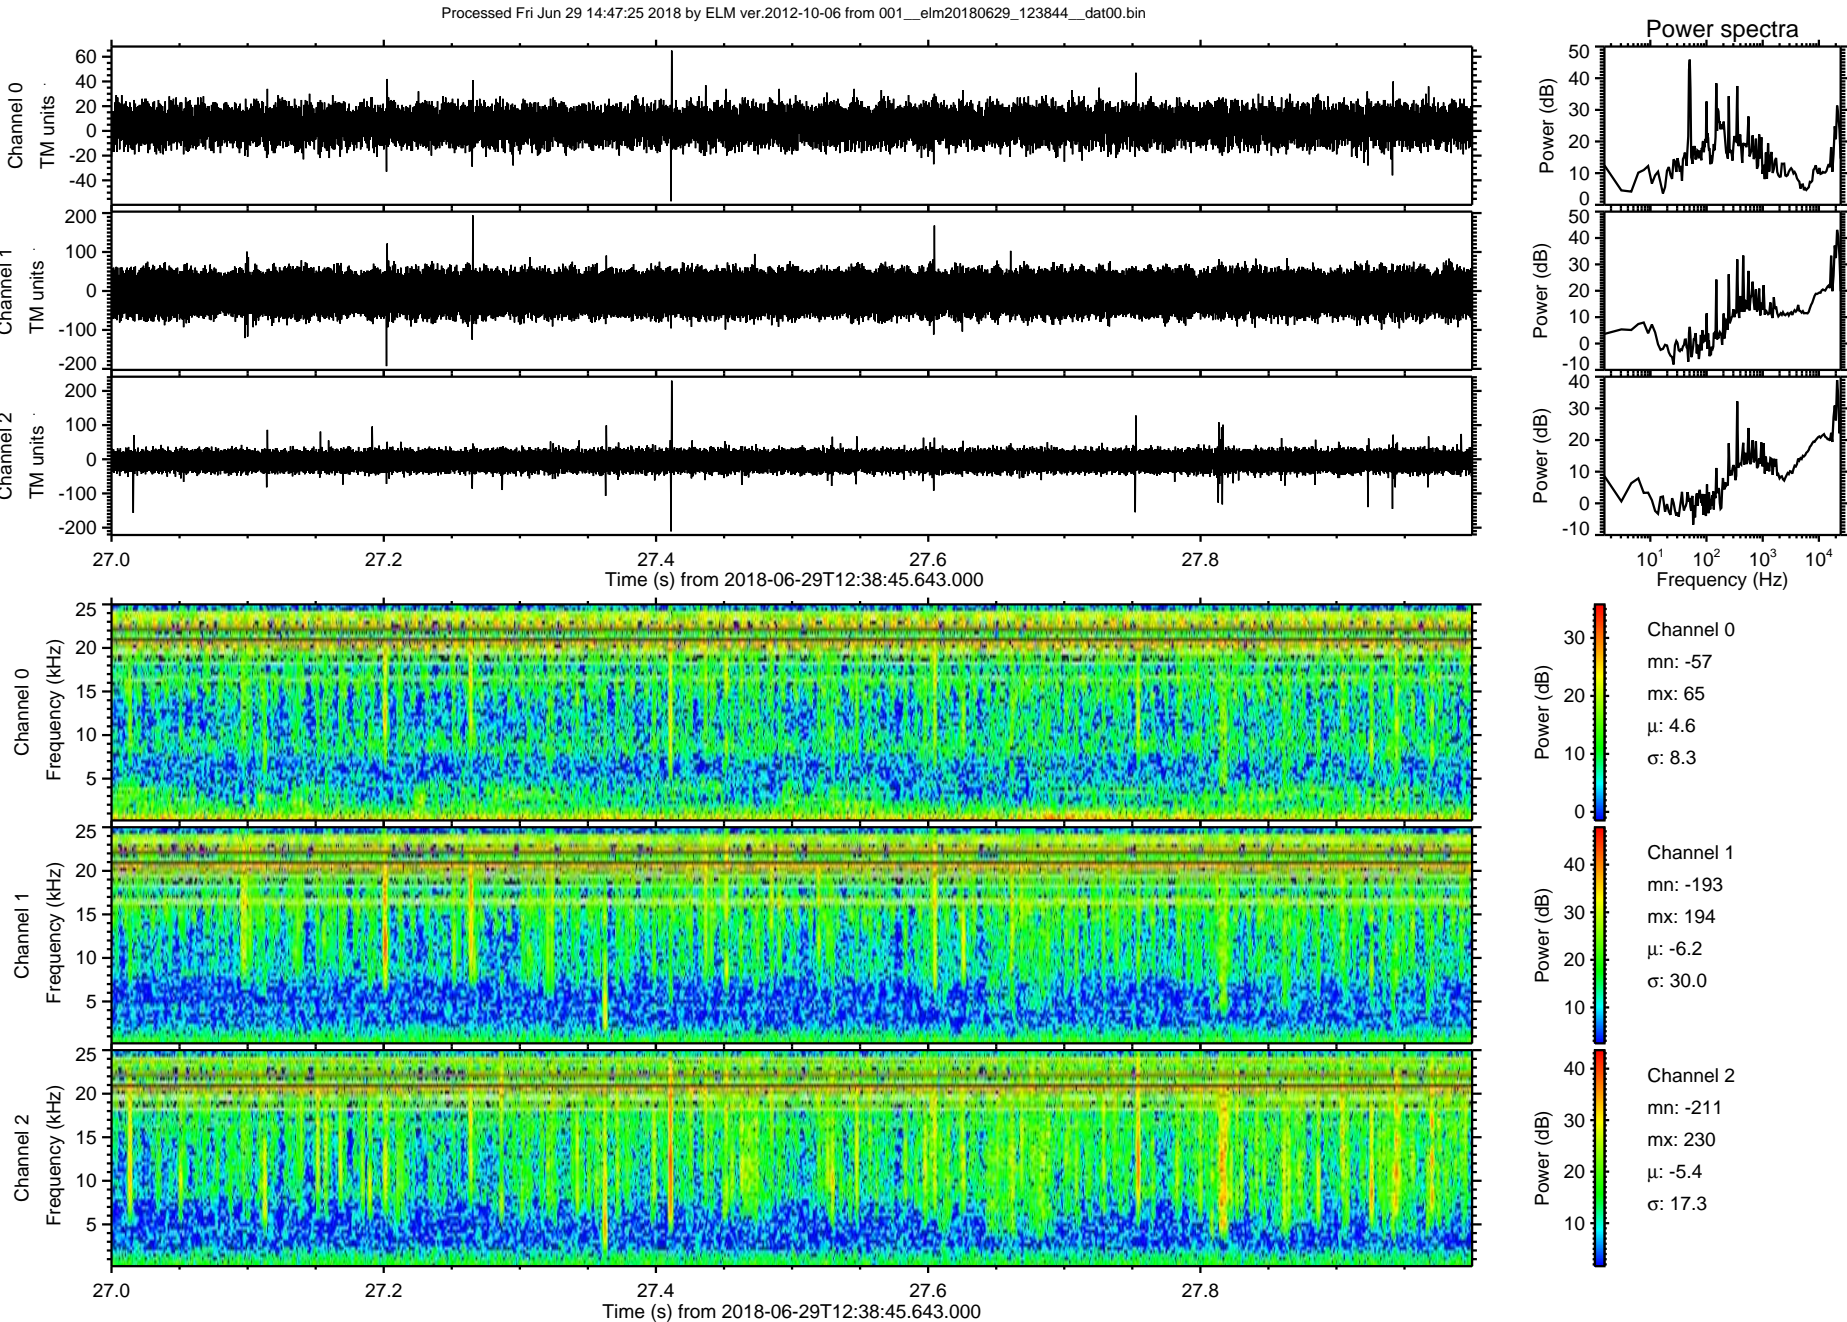 Processed Fri Jun 29 14:47:25 2018 by ELM ver.2012-10-06 from 001__elm20180629_123844__dat00.bin
Power spectra
Channel 0
TM units
60
40
20
0
-20
-40
Power (dB)
50
40
30
20
10
0
Channel 1
TM units
200
100
0
-100
-200
Power (dB)
50
40
30
20
10
0
-10
Channel 2
TM units
200
100
0
-100
-200
Power (dB)
40
30
20
10
0
-10
27.0 27.2 27.4 27.6 27.8
Time (s) from 2018-06-29T12:38:45.643.000
10^1 10^2 10^3 10^4
Frequency (Hz)
Channel 0
Frequency (kHz)
25
20
15
10
5
Power (dB)
30
20
10
0
Channel 0
mn: -57
mx: 65
μ: 4.6
σ: 8.3
Channel 1
Frequency (kHz)
25
20
15
10
5
Power (dB)
40
30
20
10
Channel 1
mn: -193
mx: 194
μ: -6.2
σ: 30.0
Channel 2
Frequency (kHz)
25
20
15
10
5
Power (dB)
40
30
20
10
Channel 2
mn: -211
mx: 230
μ: -5.4
σ: 17.3
27.0 27.2 27.4 27.6 27.8
Time (s) from 2018-06-29T12:38:45.643.000